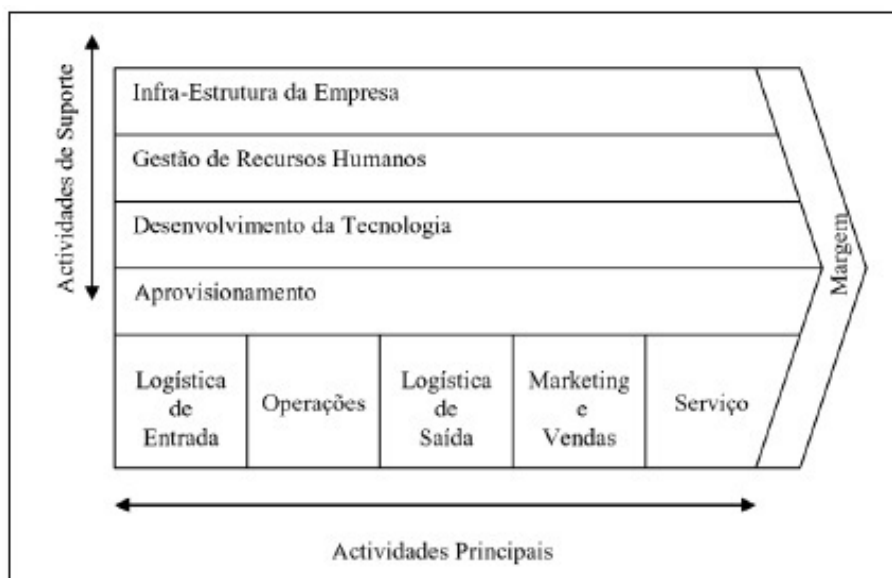 Actividades de Suporte
Infra-Estrutura da Empresa
Gestão de Recursos Humanos
Desenvolvimento da Tecnologia
Aprovisionamento
Margem
Logística
de
Entrada
Operações
Logística
de
Saída
Marketing
e
Vendas
Serviço
Actividades Principais